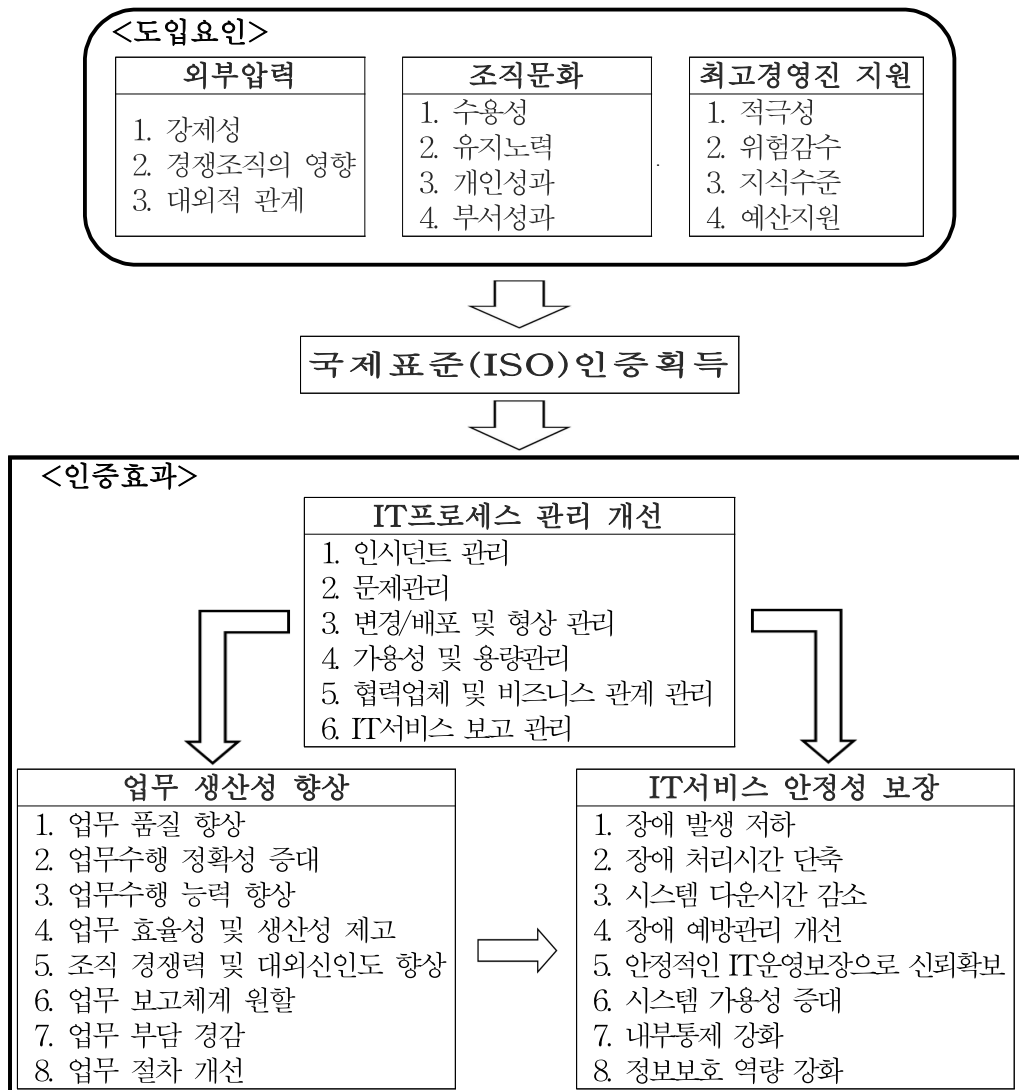 <도입요인>
외부압력
1. 강제성
2. 경쟁조직의 영향
3. 대외적 관계
조직문화
1. 수용성
2. 유지노력
3. 개인성과
4. 부서성과
최고경영진 지원
1. 적극성
2. 위험감수
3. 지식수준
4. 예산지원
국제표준(ISO)인증획득
<인증효과>
IT프로세스 관리 개선
1. 인시던트 관리
2. 문제관리
3. 변경/배포 및 형상 관리
4. 가용성 및 용량관리
5. 협력업체 및 비즈니스 관계 관리
6. IT서비스 보고 관리
업무 생산성 향상
1. 업무 품질 향상
2. 업무수행 정확성 증대
3. 업무수행 능력 향상
4. 업무 효율성 및 생산성 제고
5. 조직 경쟁력 및 대외신인도 향상
6. 업무 보고체계 원할
7. 업무 부담 경감
8. 업무 절차 개선
IT서비스 안정성 보장
1. 장애 발생 저하
2. 장애 처리시간 단축
3. 시스템 다운시간 감소
4. 장애 예방관리 개선
5. 안정적인 IT운영보장으로 신뢰확보
6. 시스템 가용성 증대
7. 내부통제 강화
8. 정보보호 역량 강화